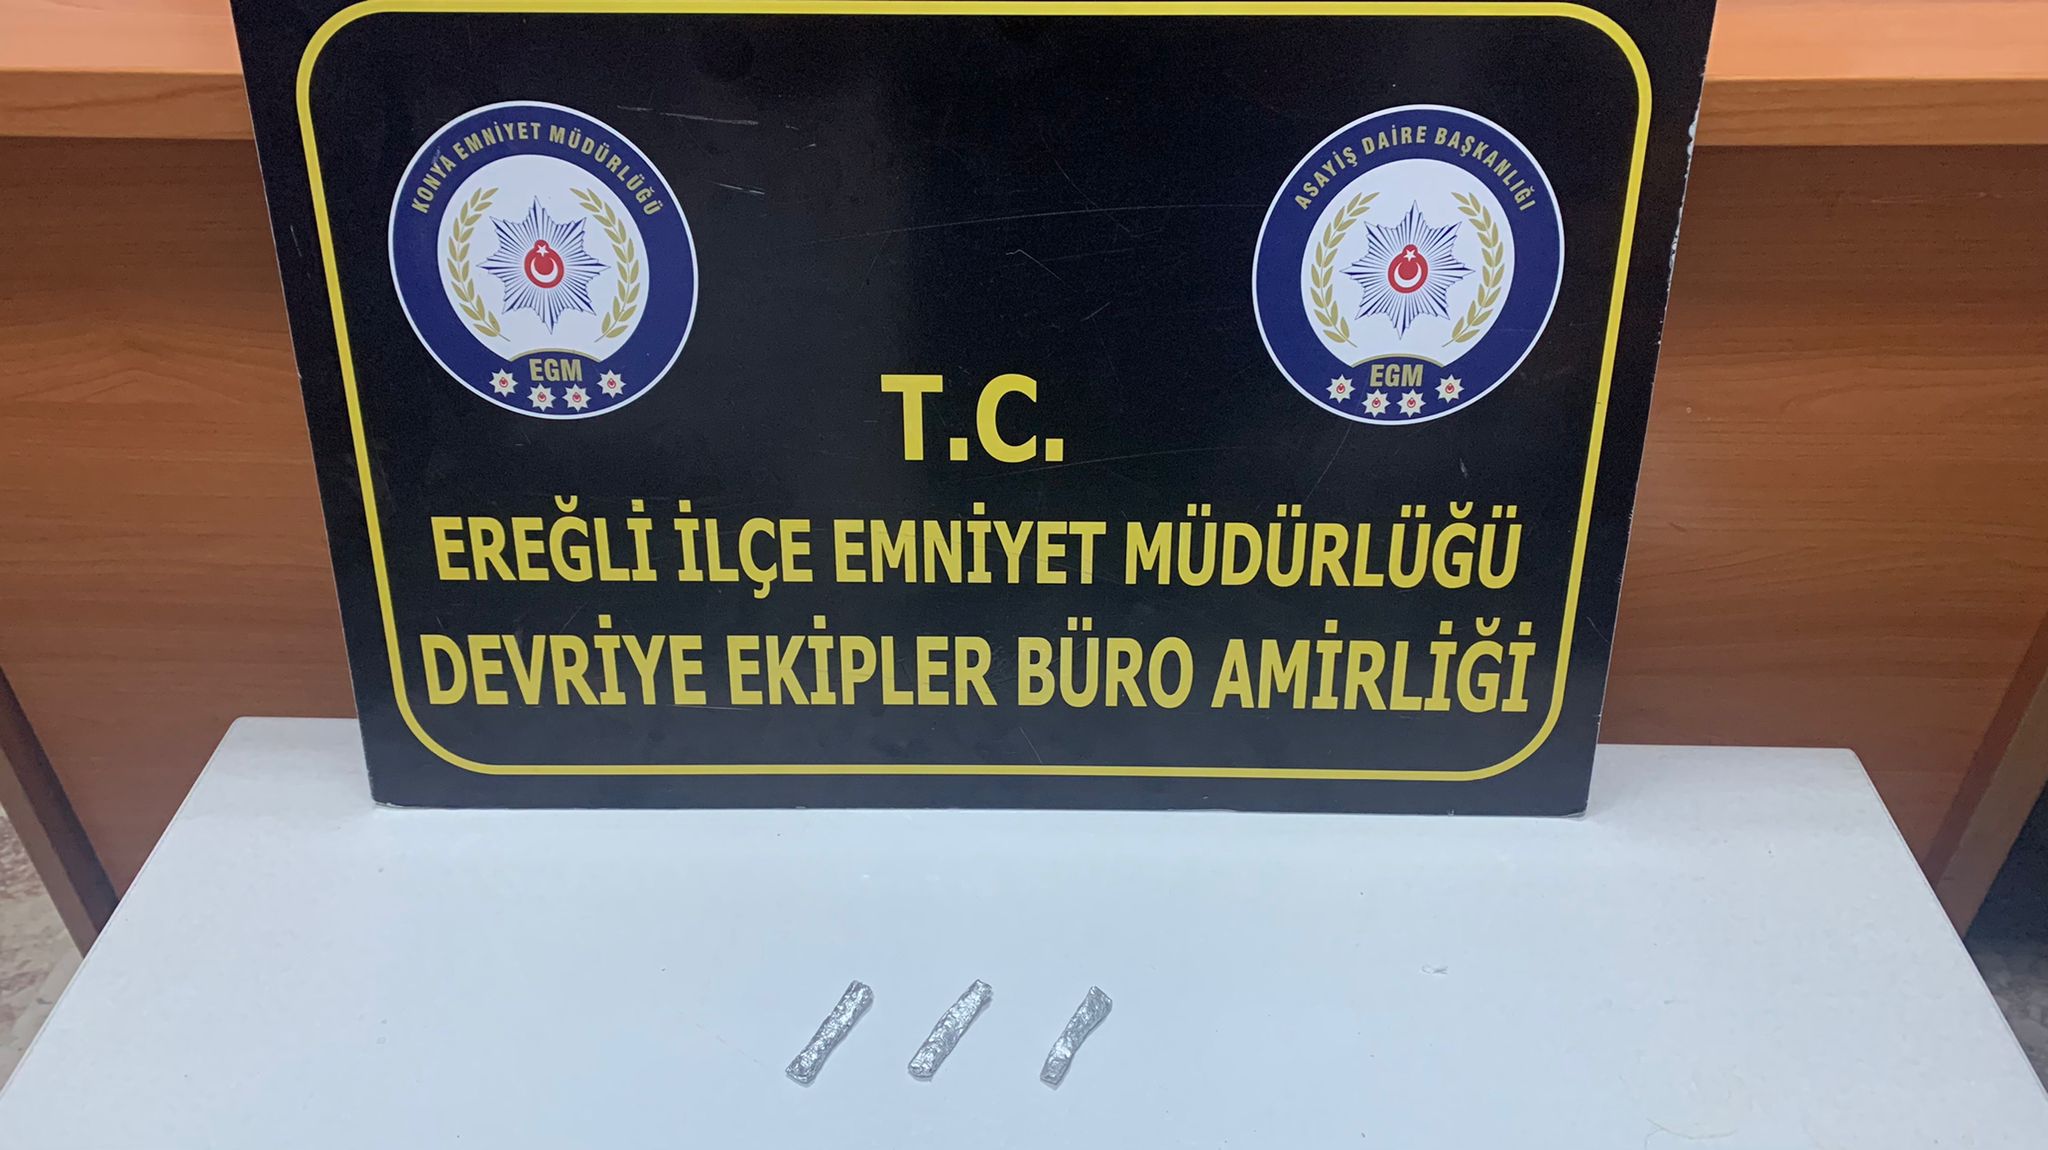 KONYA EMNİYET MÜDÜRLÜĞÜ
EGM
ASAYİŞ DAİRE BAŞKANLIĞI
EGM
T.C.
EREĞLİ İLÇE EMNİYET MÜDÜRLÜĞÜ
DEVRİYE EKİPLER BÜRO AMİRLİĞİ